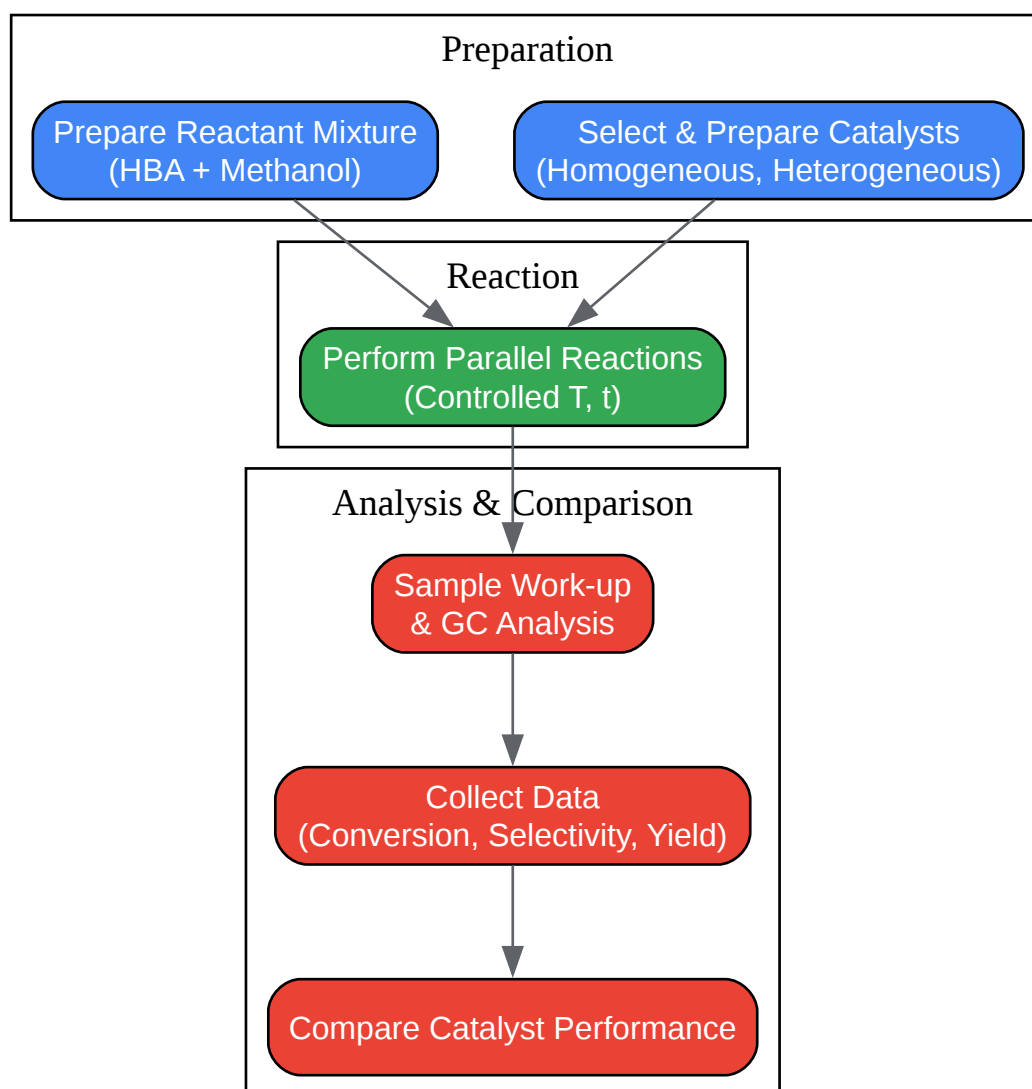 Preparation
Prepare Reactant Mixture
(HBA + Methanol)
Select & Prepare Catalysts
(Homogeneous, Heterogeneous)
Reaction
Perform Parallel Reactions
(Controlled T, t)
Analysis & Comparison
Sample Work-up
& GC Analysis
Collect Data
(Conversion, Selectivity, Yield)
Compare Catalyst Performance